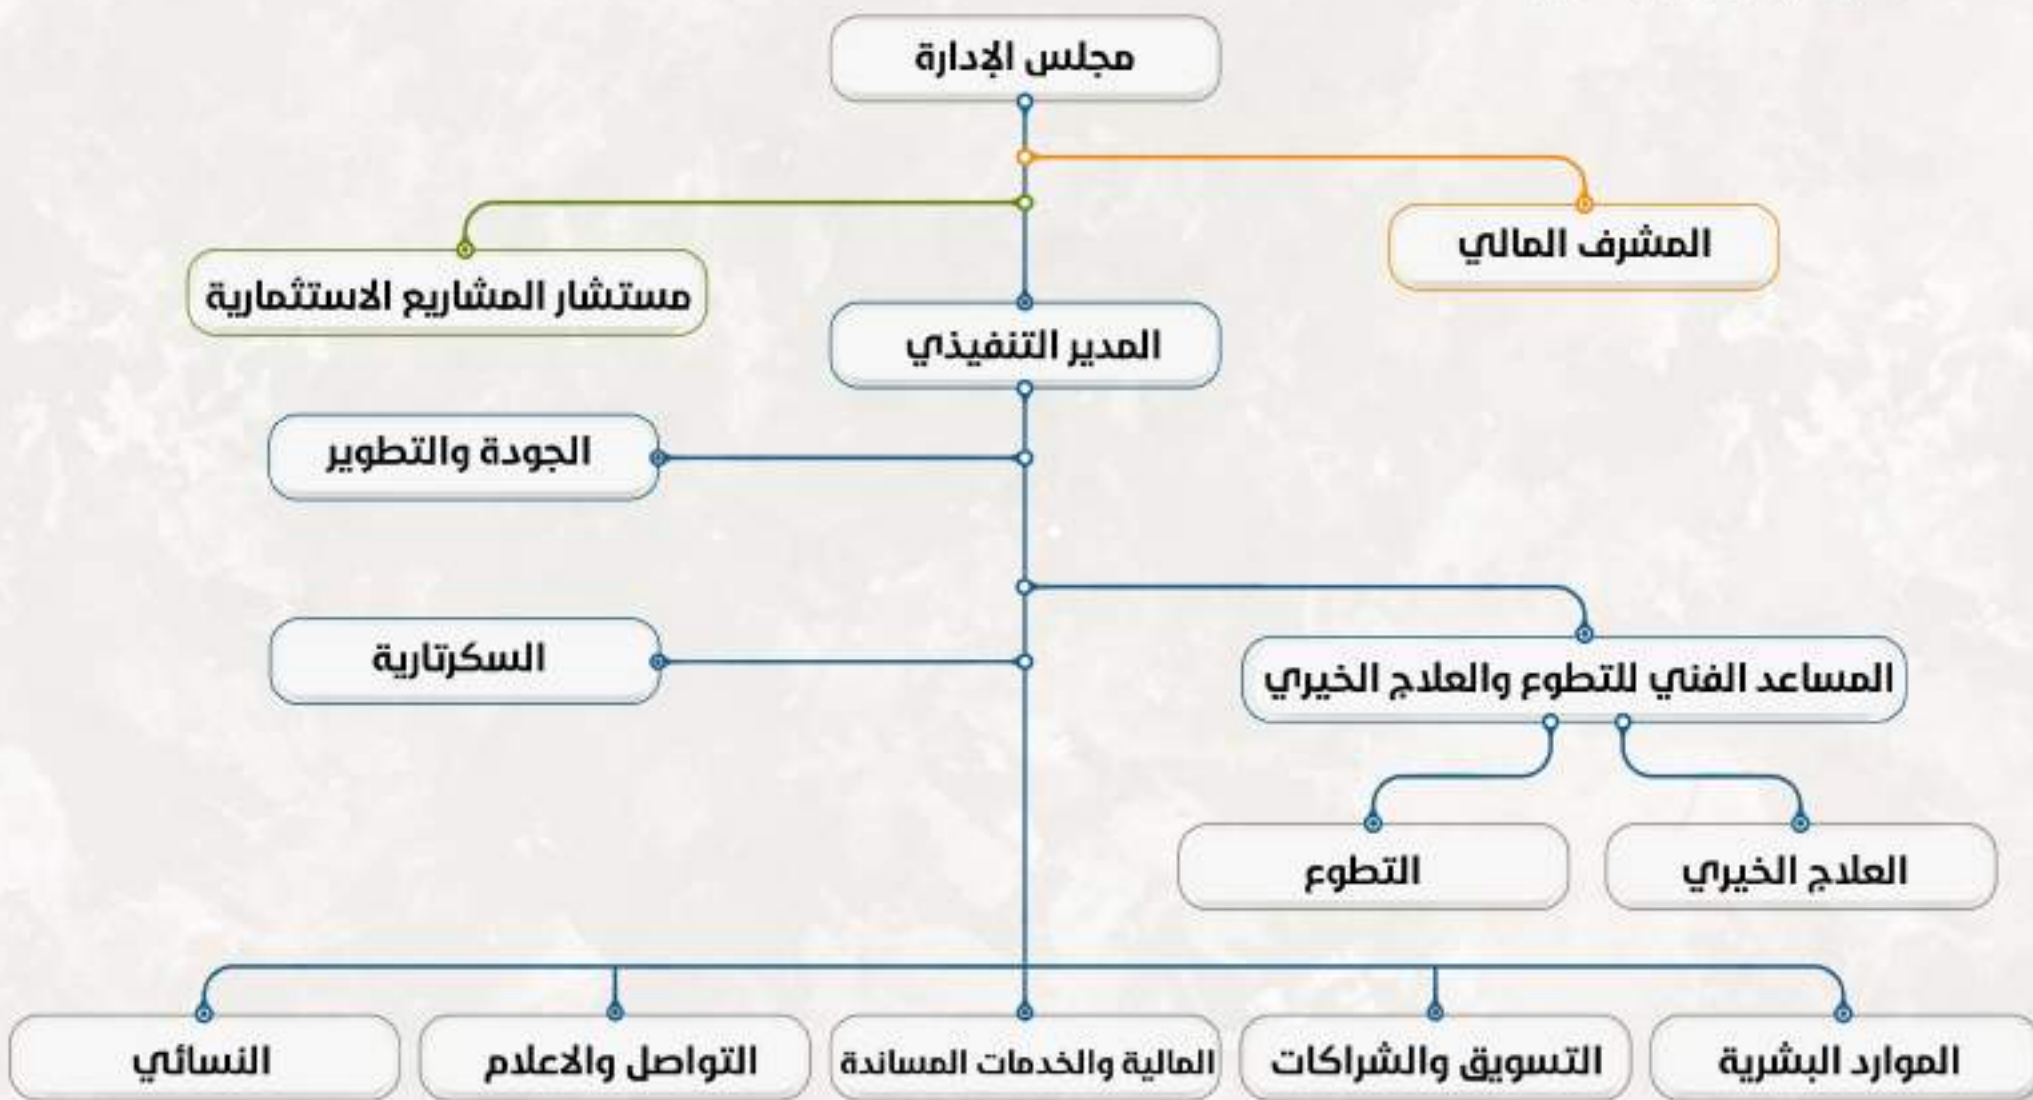 مجلس الإدارة
المشرف المالي
مستشار المشاريع الاستثمارية
المدير التنفيذي
الجودة والتطوير
السكرتارية
المساعد الفني للتطوع والعلاج الخيري
العلاج الخيري
التطوع
الموارد البشرية
التسويق والشراكات
المالية والخدمات المساندة
التواصل والاعلام
النسائي